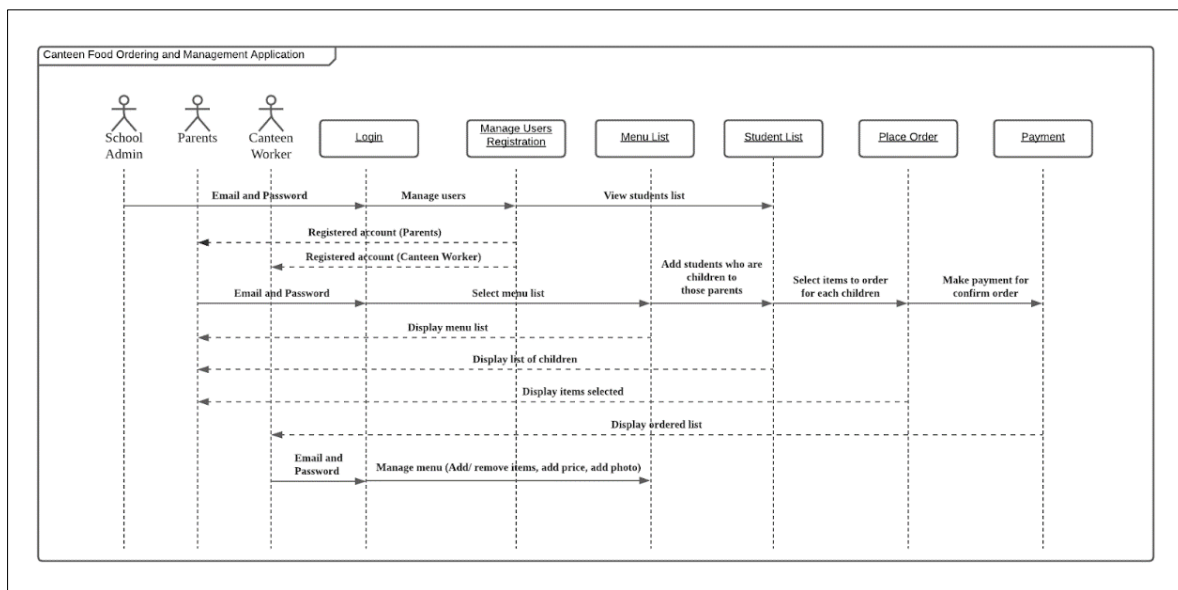 Canteen Food Ordering and Management Application
School
Admin
Parents
Canteen
Worker
Login
Manage Users
Registration
Menu List
Student List
Place Order
Payment
Email and Password
Manage users
View students list
Registered account (Parents)
Registered account (Canteen Worker)
Email and Password
Select menu list
Add students who are
children to
those parents
Select items to order
for each children
Make payment for
confirm order
Display menu list
Display list of children
Display items selected
Display ordered list
Email and
Password
Manage menu (Add/ remove items, add price, add photo)